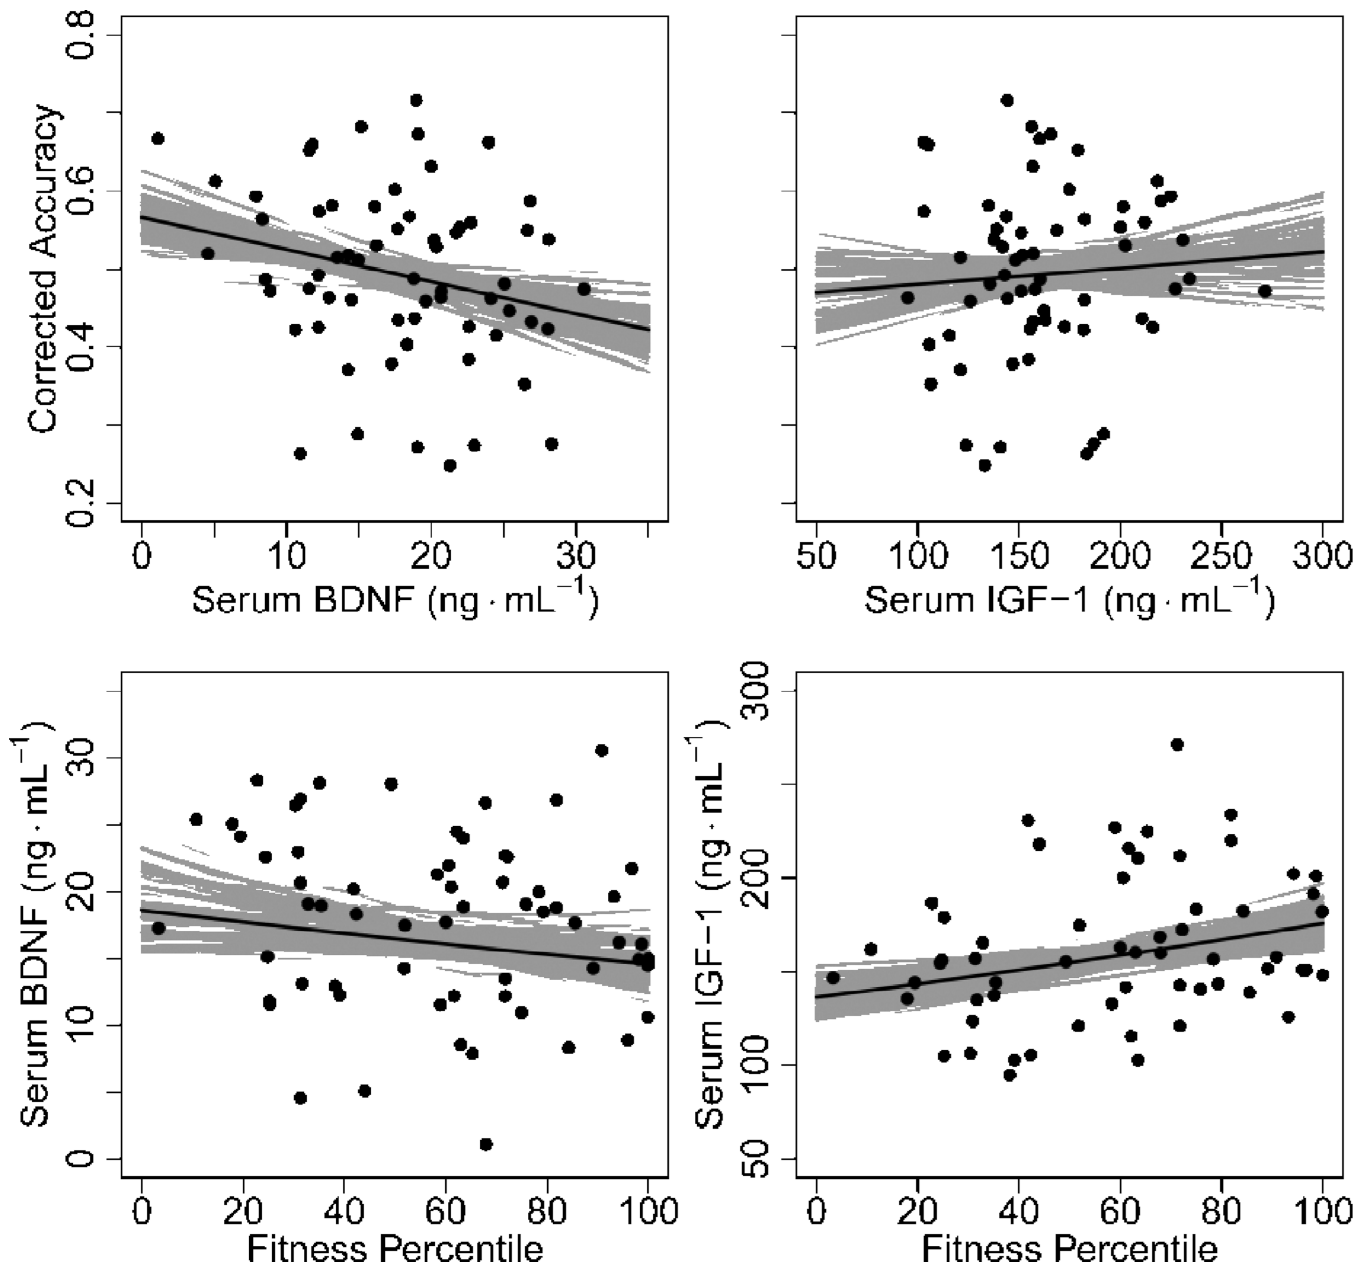 0.2 0.4 0.6 0.8
Corrected Accuracy
0 10 20 30
Serum BDNF (ng · mL⁻¹)
50 100 150 200 250 300
Serum IGF−1 (ng · mL⁻¹)
0 10 20 30
Serum BDNF (ng · mL⁻¹)
0 20 40 60 80 100
Fitness Percentile
50 100 200 300
Serum IGF−1 (ng · mL⁻¹)
0 20 40 60 80 100
Fitness Percentile